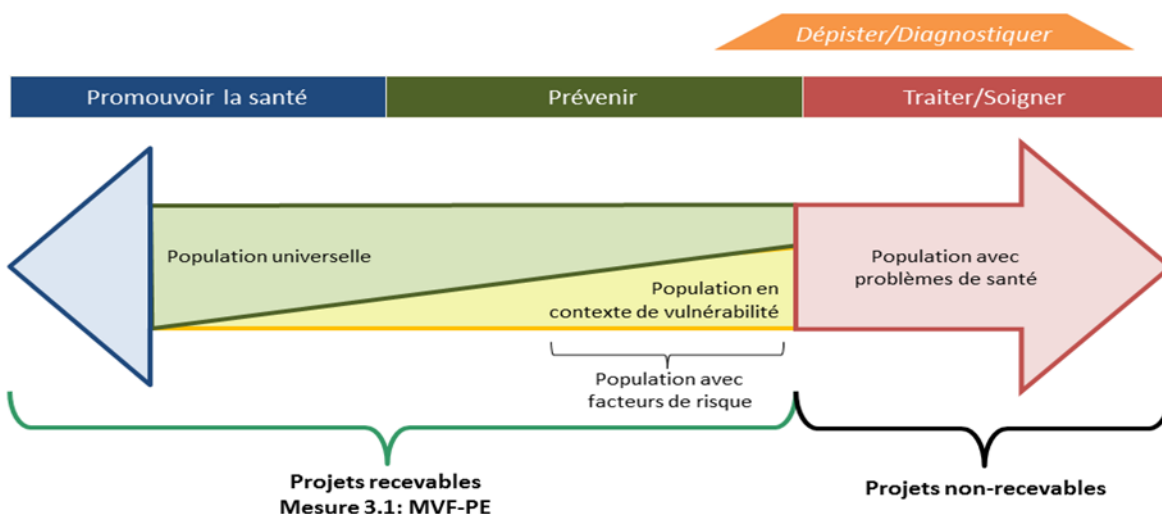 Dépister/Diagnostiquer
Promouvoir la santé
Prévenir
Traiter/Soigner
Population universelle
Population en
contexte de vulnérabilité
Population avec
problèmes de santé
Population avec
facteurs de risque
Projets recevables
Mesure 3.1: MVF-PE
Projets non-recevables